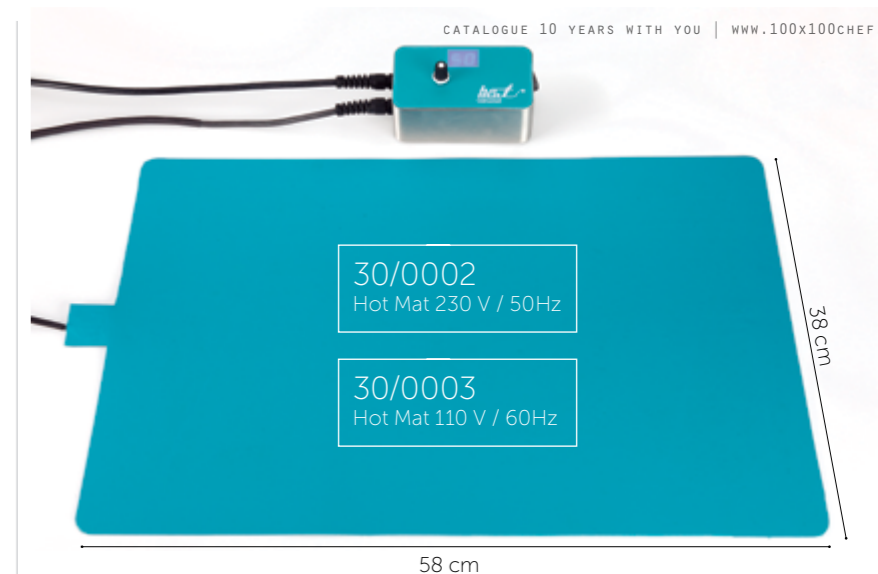 CATALOGUE 10 YEARS WITH YOU | WWW.100X100CHEF
30/0002
Hot Mat 230 V / 50Hz
30/0003
Hot Mat 110 V / 60Hz
38 cm
58 cm